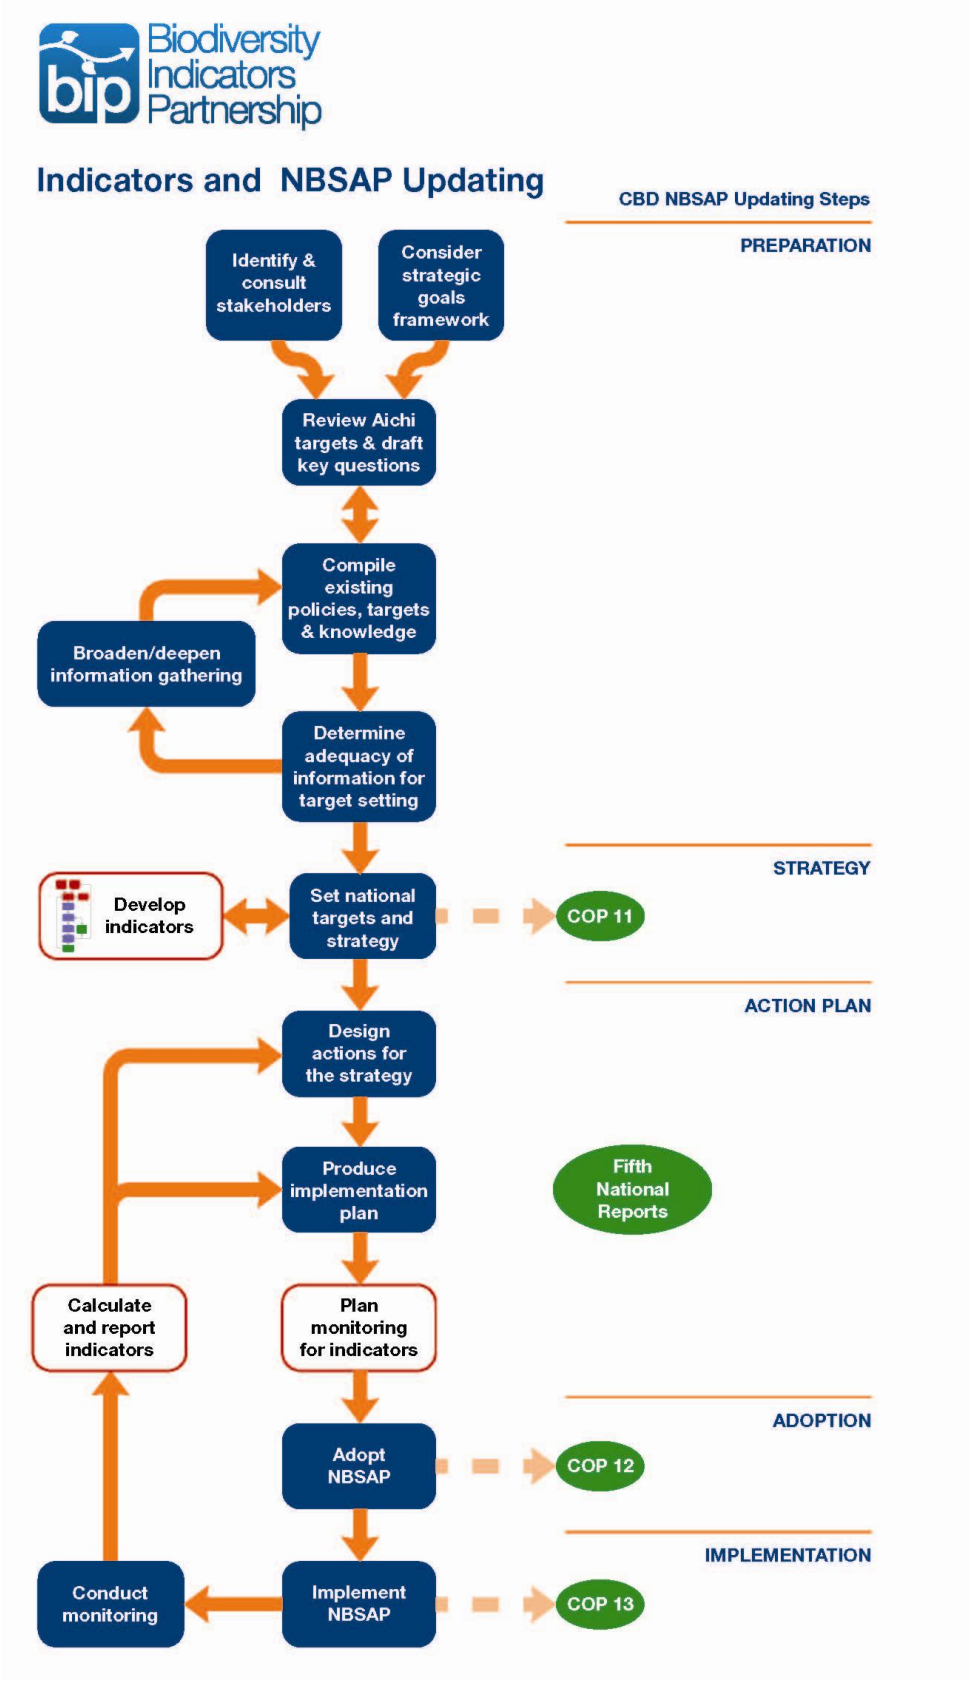 bip
Biodiversity
Indicators
Partnership
Indicators and NBSAP Updating
CBD NBSAP Updating Steps
PREPARATION
Identify &
consult
stakeholders
Consider
strategic
goals
framework
Review Aichi
targets & draft
key questions
Compile
existing
policies, targets
& knowledge
Broaden/deepen
information gathering
Determine
adequacy of
information for
target setting
STRATEGY
Develop
indicators
Set national
targets and
strategy
COP 11
ACTION PLAN
Design
actions for
the strategy
Produce
implementation
plan
Fifth
National
Reports
Calculate
and report
indicators
Plan
monitoring
for indicators
ADOPTION
Adopt
NBSAP
COP 12
IMPLEMENTATION
Conduct
monitoring
Implement
NBSAP
COP 13